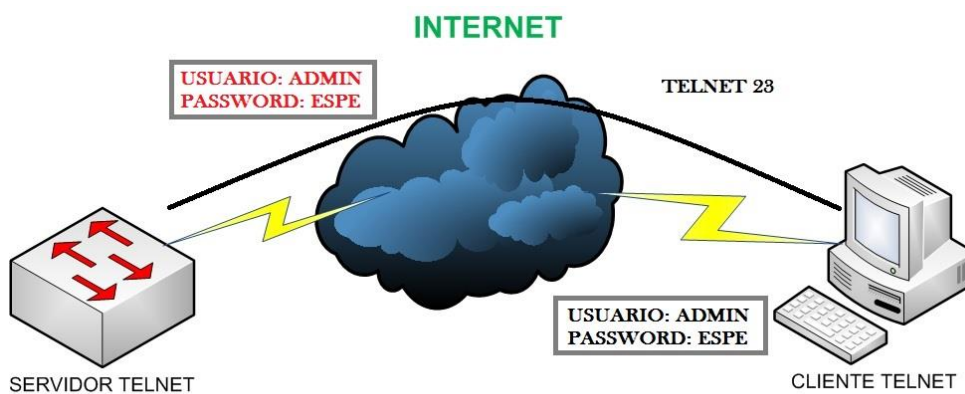 INTERNET
USUARIO: ADMIN
PASSWORD: ESPE
TELNET 23
USUARIO: ADMIN
PASSWORD: ESPE
SERVIDOR TELNET
CLIENTE TELNET